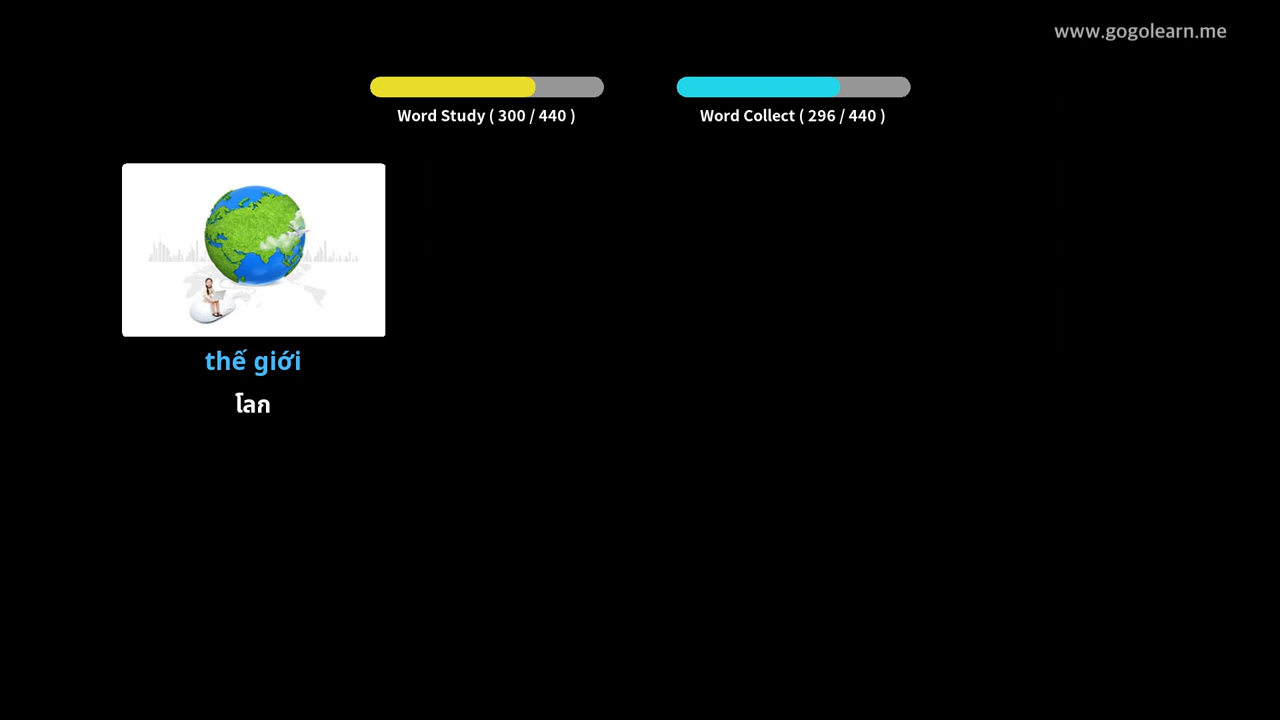 www.gogolearn.me
Word Study ( 300 / 440 )
Word Collect ( 296 / 440 )
thế giới
โลก